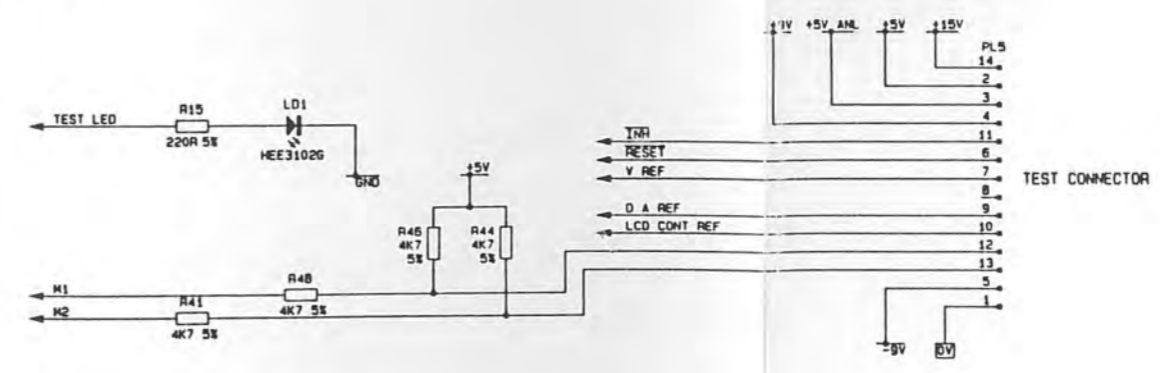 +5V ANL
+5V
+15V
PL5
14
2
3
4
11
6
7
8
9
10
12
13
5
1
TEST CONNECTOR
TEST LED
R15
220R 5%
LD1
HEE3102G
GND
INH
RESET
V REF
D A REF
LCD CONT REF
+5V
R46
4K7
5%
R44
4K7
5%
M1
R48
4K7 5%
M2
R41
4K7 5%
-9V
0V